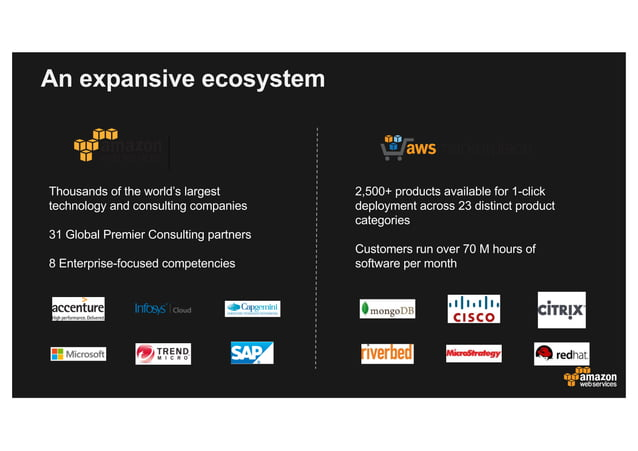 An expansive ecosystem
amazon
aws marketplace
Thousands of the world's largest
technology and consulting companies
31 Global Premier Consulting partners
8 Enterprise-focused competencies
2,500+ products available for 1-click
deployment across 23 distinct product
categories
Customers run over 70 M hours of
software per month
accenture
High performance. Delivered.
Infosys | Cloud
Capgemini
mongoDB
CISCO
CITRIX
Microsoft
TREND
MICRO
SAP
riverbed
MicroStrategy
redhat.
amazon
webservices